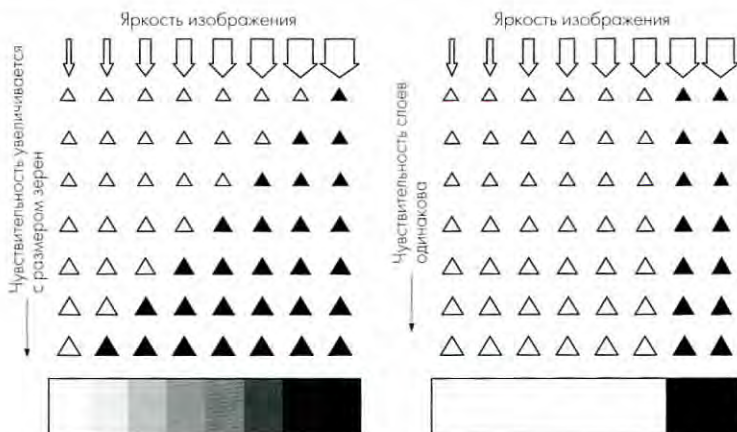 Яркость изображения
Чувствительность увеличивается
с размером зерен
Яркость изображения
Чувствительность слоев
одинакова